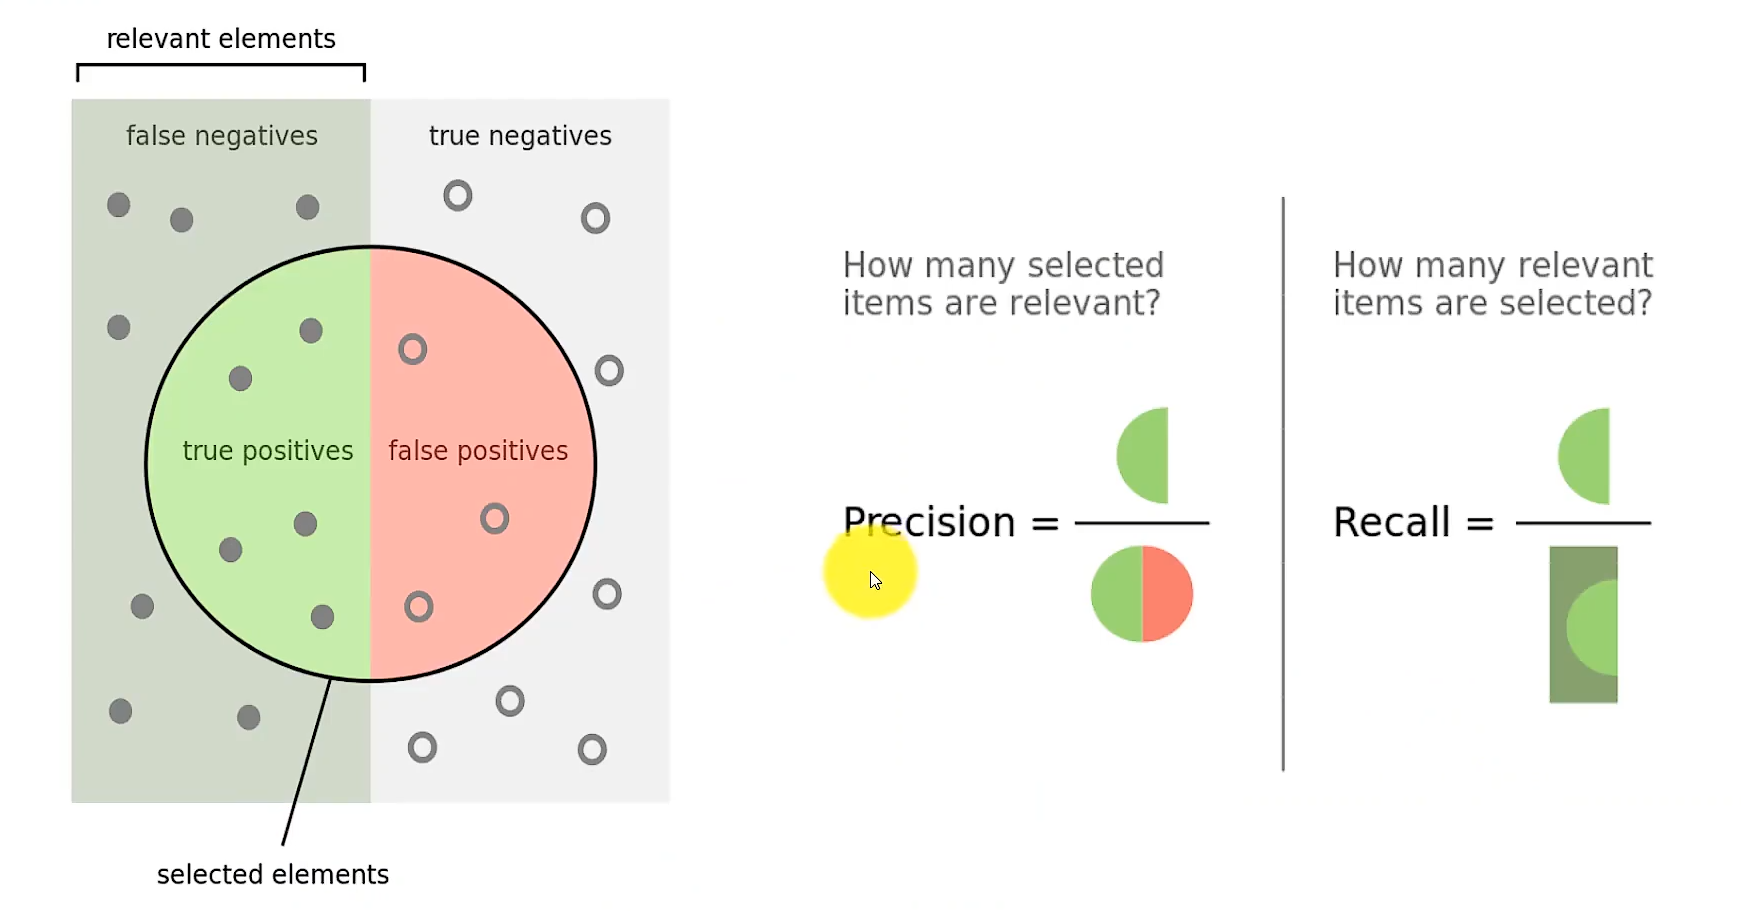 relevant elements
false negatives
true negatives
true positives
false positives
selected elements
How many selected
items are relevant?
Precision =
How many relevant
items are selected?
Recall =